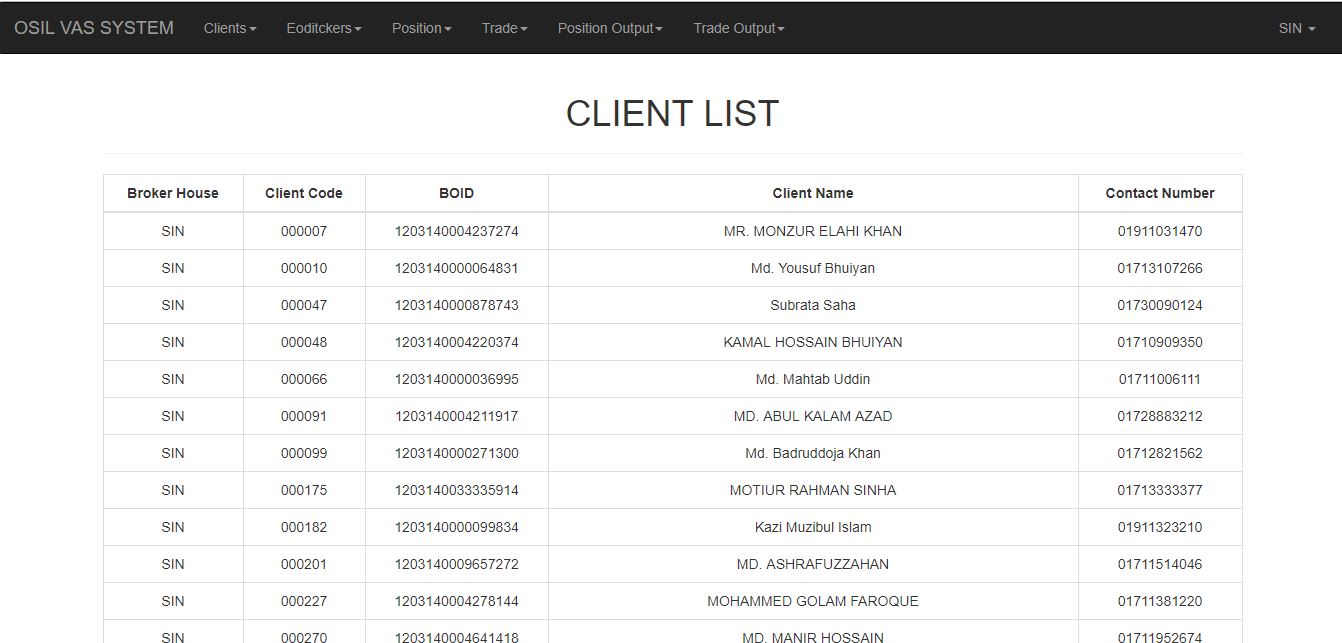 OSIL VAS SYSTEM Clients Eoditckers Position Trade Position Output Trade Output SIN
CLIENT LIST
Broker House Client Code BOID Client Name Contact Number
SIN 000007 1203140004237274 MR. MONZUR ELAHI KHAN 01911031470
SIN 000010 1203140000064831 Md. Yousuf Bhuiyan 01713107266
SIN 000047 1203140000878743 Subrata Saha 01730090124
SIN 000048 1203140004220374 KAMAL HOSSAIN BHUIYAN 01710909350
SIN 000066 1203140000036995 Md. Mahtab Uddin 01711006111
SIN 000091 1203140004211917 MD. ABUL KALAM AZAD 01728883212
SIN 000099 1203140000271300 Md. Badruddoja Khan 01712821562
SIN 000175 1203140033335914 MOTIUR RAHMAN SINHA 01713333377
SIN 000182 1203140000099834 Kazi Muzibul Islam 01911323210
SIN 000201 1203140009657272 MD. ASHRAFUZZAHAN 01711514046
SIN 000227 1203140004278144 MOHAMMED GOLAM FAROQUE 01711381220
SIN 000270 1203140004641418 MD. MANIR HOSSAIN 01711952674